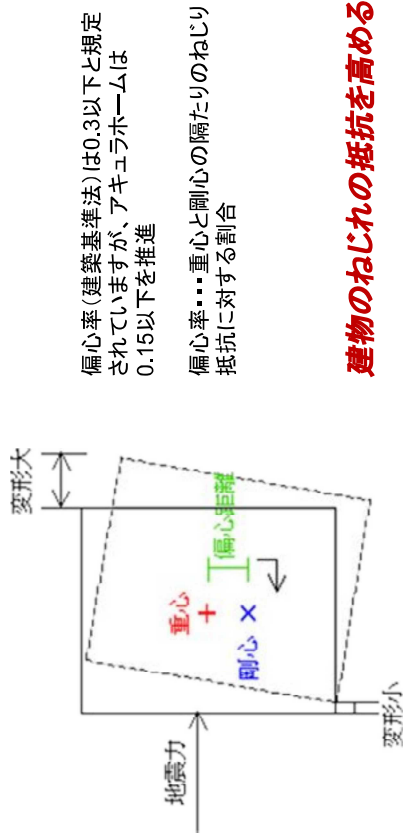 偏心率(建築基準法)は0.3以下と規定
されていますが、アキュラホームは
0.15以下を推進
偏心率・・・重心と剛心の隔たりのねじり
抵抗に対する割合
建物のねじれの抵抗を高める
変形大
偏心距離
重心
剛心
地震力
変形小